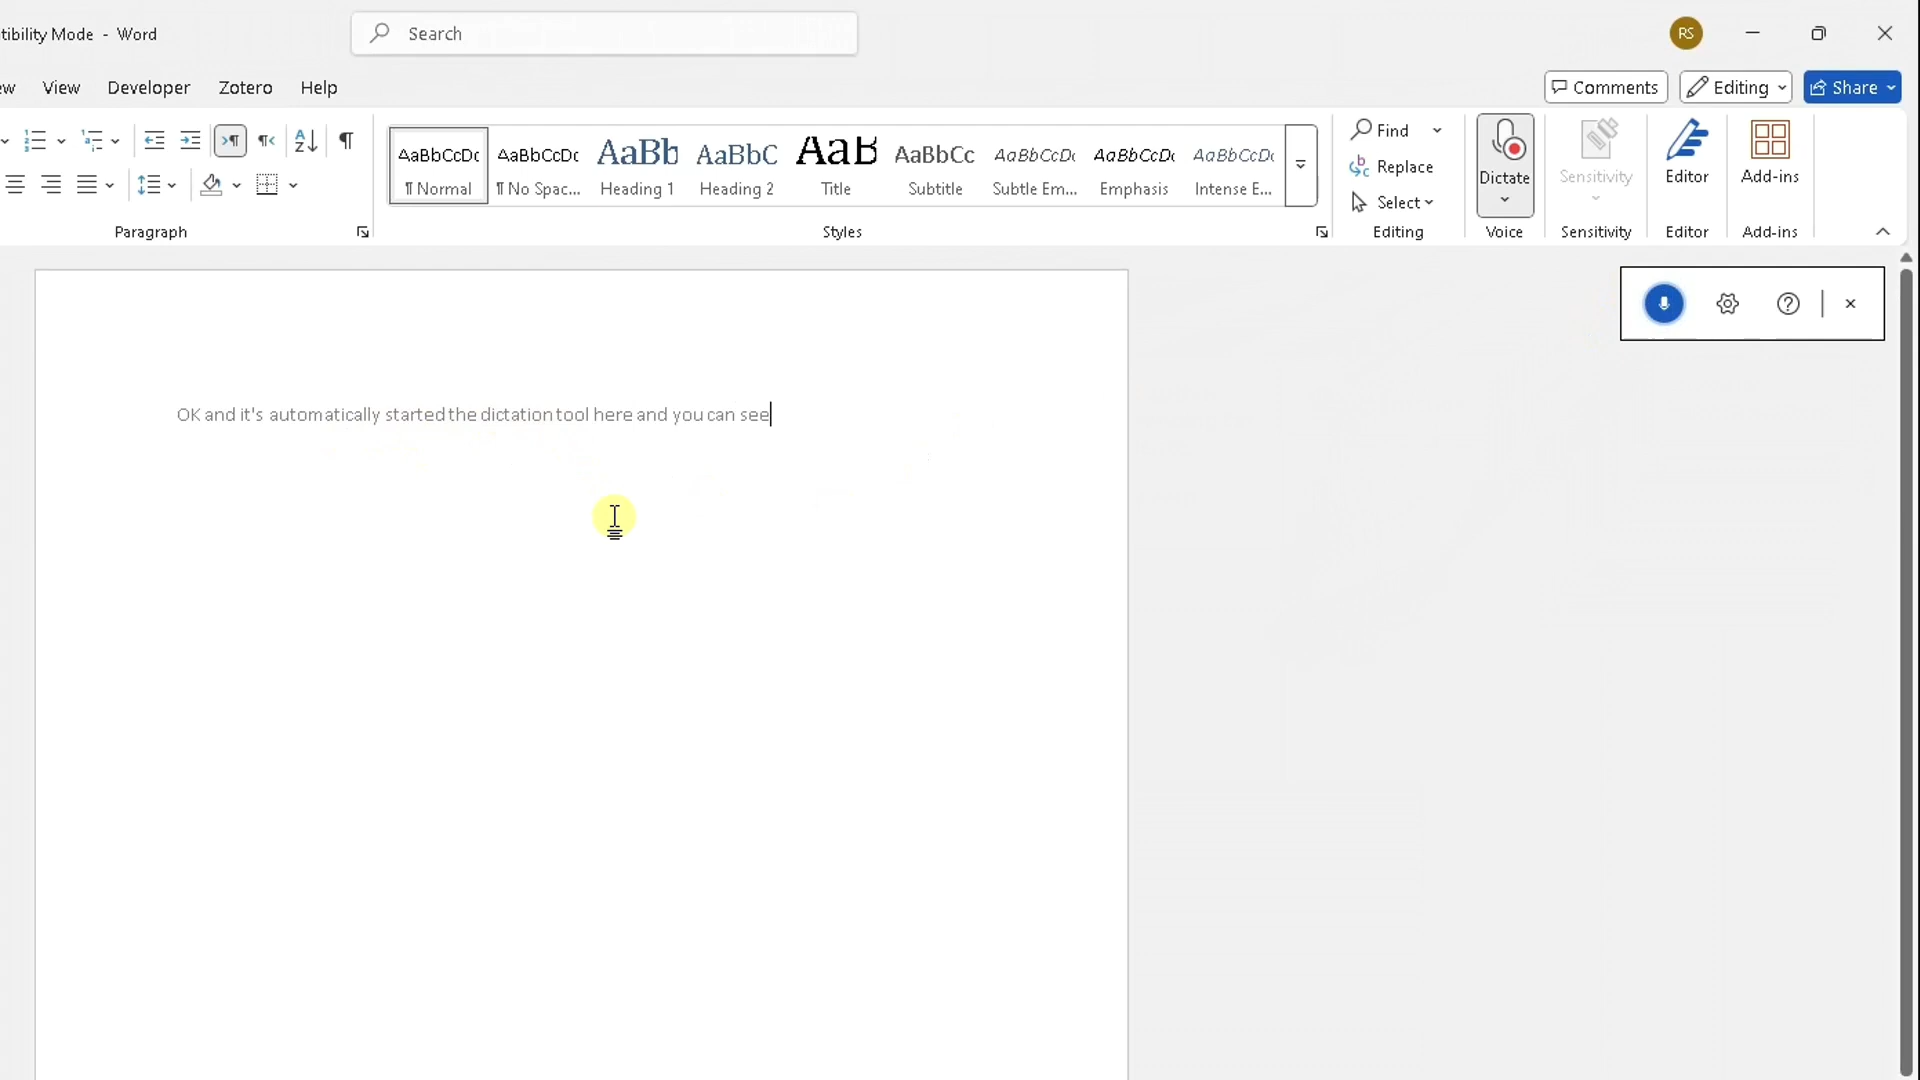 tibility Mode - Word
Search
RS
ew View Developer Zotero Help
Comments Editing Share
AaBbCcDc AaBbCcDc AaBb AaBbC AaB AaBbCc AaBbCcDc AaBbCcDc AaBbCcDc
¶ Normal ¶ No Spac... Heading 1 Heading 2 Title Subtitle Subtle Em... Emphasis Intense E...
Find
Replace
Select
Dictate
Sensitivity
Editor
Add-ins
Paragraph Styles Editing Voice Sensitivity Editor Add-ins
OK and it's automatically started the dictation tool here and you can see